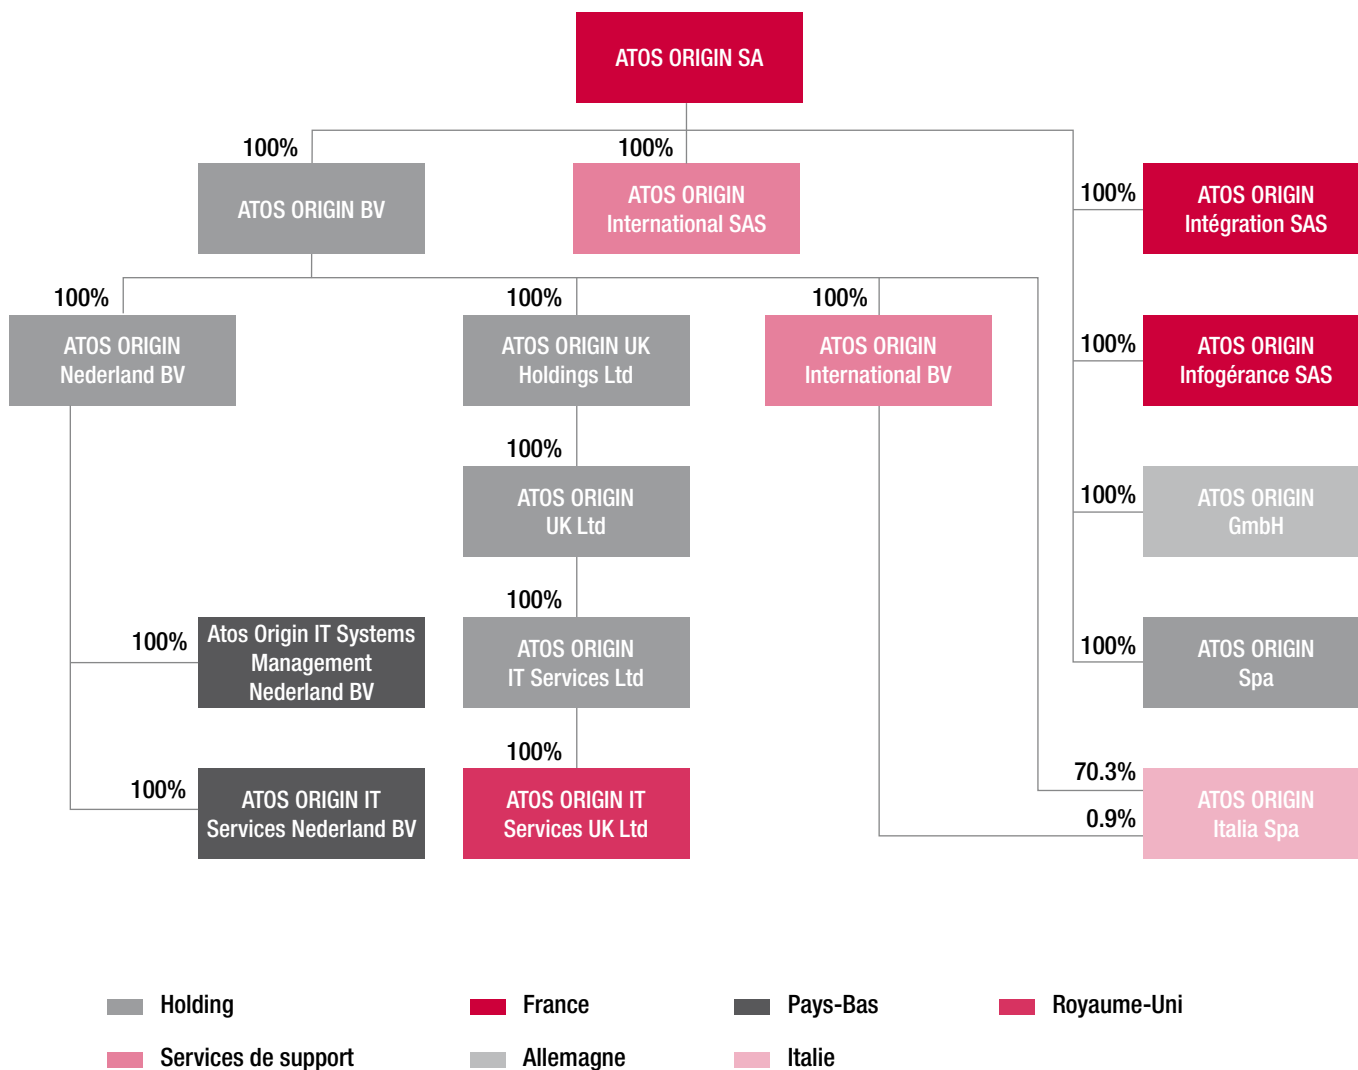 ATOS ORIGIN SA
100%
100%
ATOS ORIGIN BV
ATOS ORIGIN
International SAS
100%
ATOS ORIGIN
Intégration SAS
100%
100%
100%
ATOS ORIGIN
Nederland BV
ATOS ORIGIN UK
Holdings Ltd
ATOS ORIGIN
International BV
100%
ATOS ORIGIN
Infogérance SAS
100%
ATOS ORIGIN
UK Ltd
100%
ATOS ORIGIN
GmbH
100%
100%
Atos Origin IT Systems
Management
Nederland BV
ATOS ORIGIN
IT Services Ltd
100%
ATOS ORIGIN
Spa
100%
100%
ATOS ORIGIN IT
Services Nederland BV
ATOS ORIGIN IT
Services UK Ltd
70.3%
0.9%
ATOS ORIGIN
Italia Spa
Holding
France
Pays-Bas
Royaume-Uni
Services de support
Allemagne
Italie